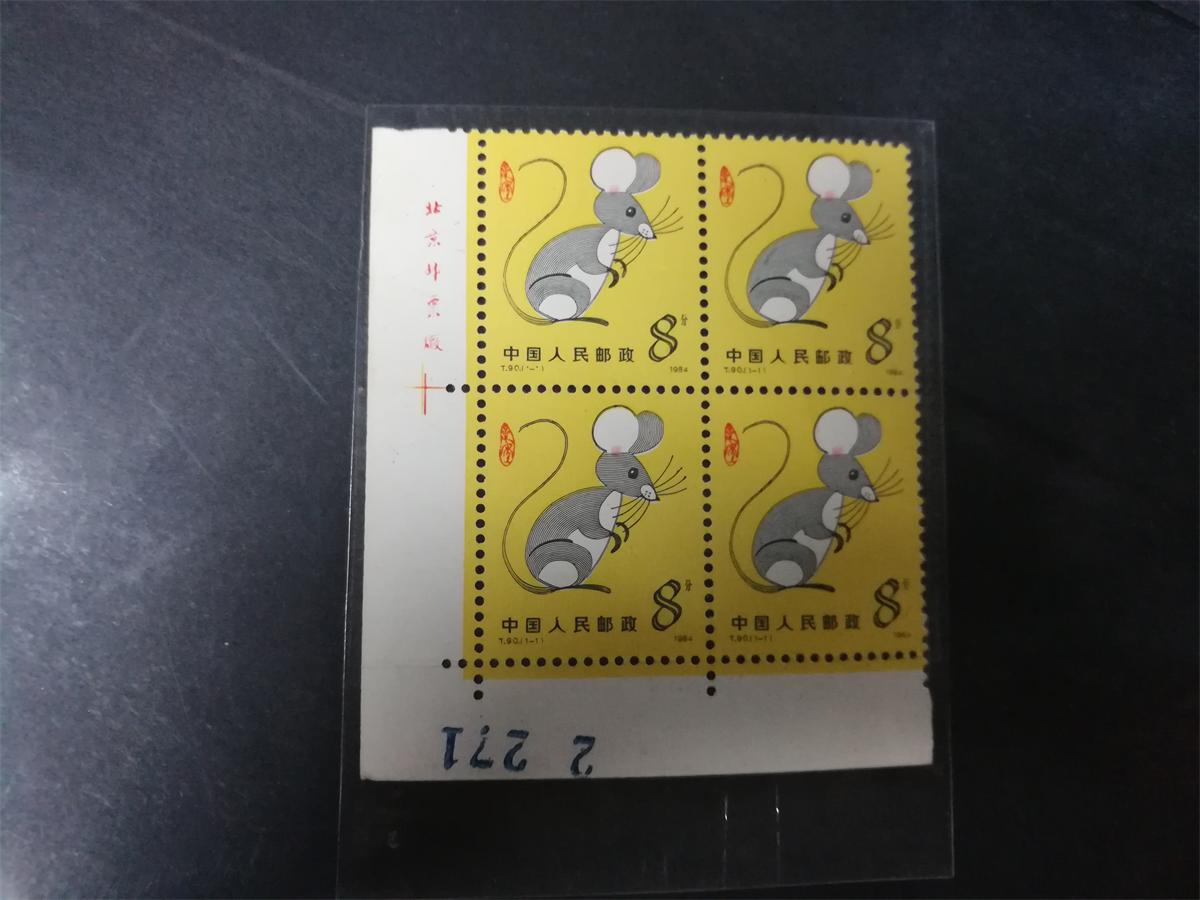 北京邮票厂
8分
8分
中国人民邮政
中国人民邮政
T.90.(1-1)
1984
T.90.(1-1)
1984
8分
8分
中国人民邮政
中国人民邮政
T.90.(1-1)
1984
T.90.(1-1)
1984
2 271